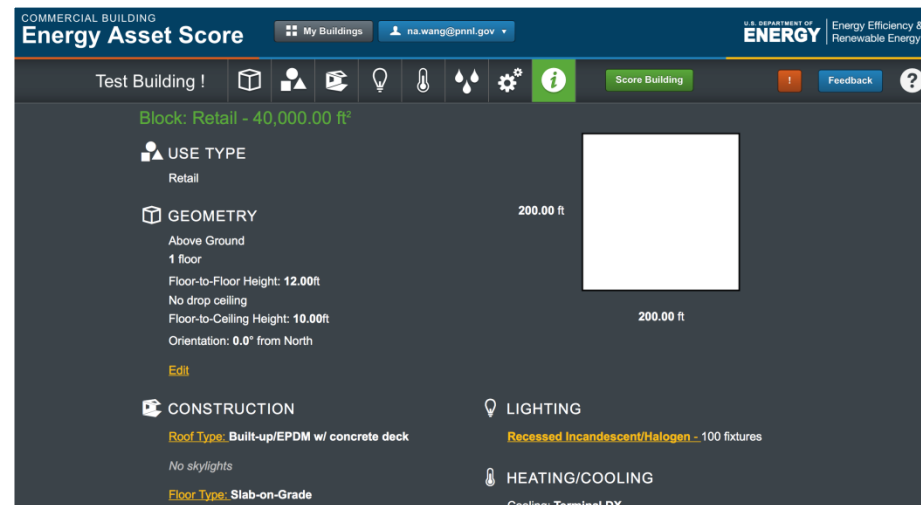 COMMERCIAL BUILDING
Energy Asset Score
My Buildings
na.wang@pnnl.gov
U.S. DEPARTMENT OF
ENERGY
Energy Efficiency &
Renewable Energy
Test Building !
i
Score Building
!
Feedback
?
Block: Retail - 40,000.00 ft²
USE TYPE
Retail
GEOMETRY
Above Ground
1 floor
Floor-to-Floor Height: 12.00ft
No drop ceiling
Floor-to-Ceiling Height: 10.00ft
Orientation: 0.0° from North
Edit
200.00 ft
200.00 ft
CONSTRUCTION
Roof Type: Built-up/EPDM w/ concrete deck
No skylights
Floor Type: Slab-on-Grade
LIGHTING
Recessed Incandescent/Halogen - 100 fixtures
HEATING/COOLING
Cooling: Terminal DX